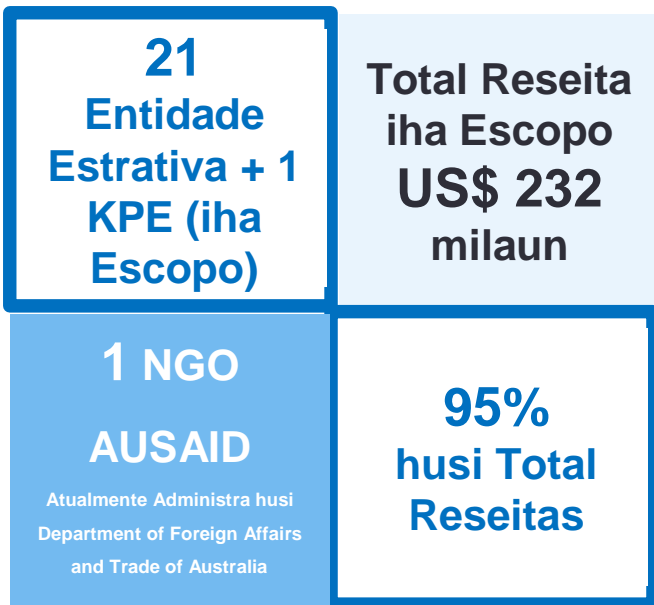 21
Entidade
Estrativa + 1
KPE (iha
Escopo)
Total Reseita
iha Escopo
US$ 232
milaun
1 NGO
AUSAID
Atualmente Administra husi
Department of Foreign Affairs
and Trade of Australia
95%
husi Total
Reseitas